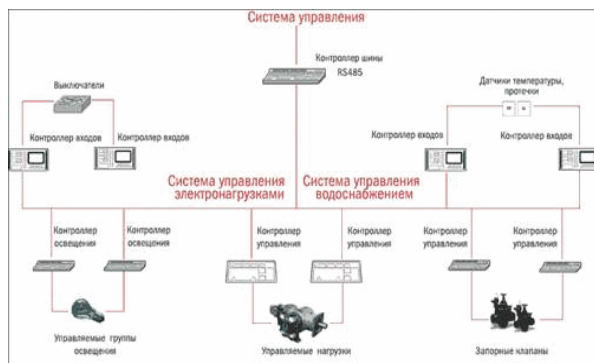 Система управления
Контроллер шины
RS485
Выключатели
Датчики температуры,
протечки
Контроллер входов
Контроллер входов
Контроллер входов
Контроллер входов
Система управления
электронагрузками
Система управления
водоснабжением
Контроллер
освещения
Контроллер
освещения
Контроллер
управления
Контроллер
управления
Контроллер
управления
Контроллер
управления
Управляемые группы
освещения
Управляемые нагрузки
Запорные клапаны